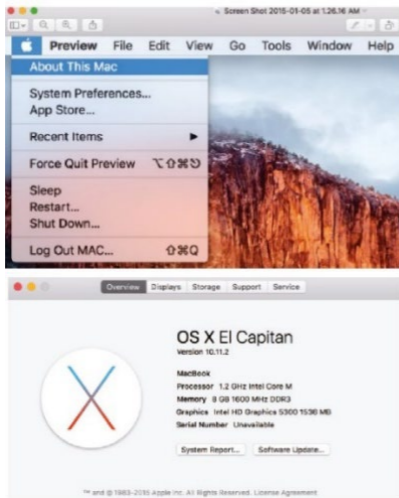 Screen Shot 2015-01-05 at 1.26.16 AM
Preview File Edit View Go Tools Window Help
About This Mac
System Preferences...
App Store...
Recent Items ▶
Force Quit Preview ⌥⇧⌘⎋
Sleep
Restart...
Shut Down...
Log Out MAC... ⇧⌘Q
Overview Displays Storage Support Service
OS X El Capitan
Version 10.11.2
MacBook
Processor 1.2 GHz Intel Core M
Memory 8 GB 1600 MHz DDR3
Graphics Intel HD Graphics 5300 1536 MB
Serial Number Unavailable
System Report... Software Update...
™ and © 1983-2015 Apple Inc. All Rights Reserved. License Agreement